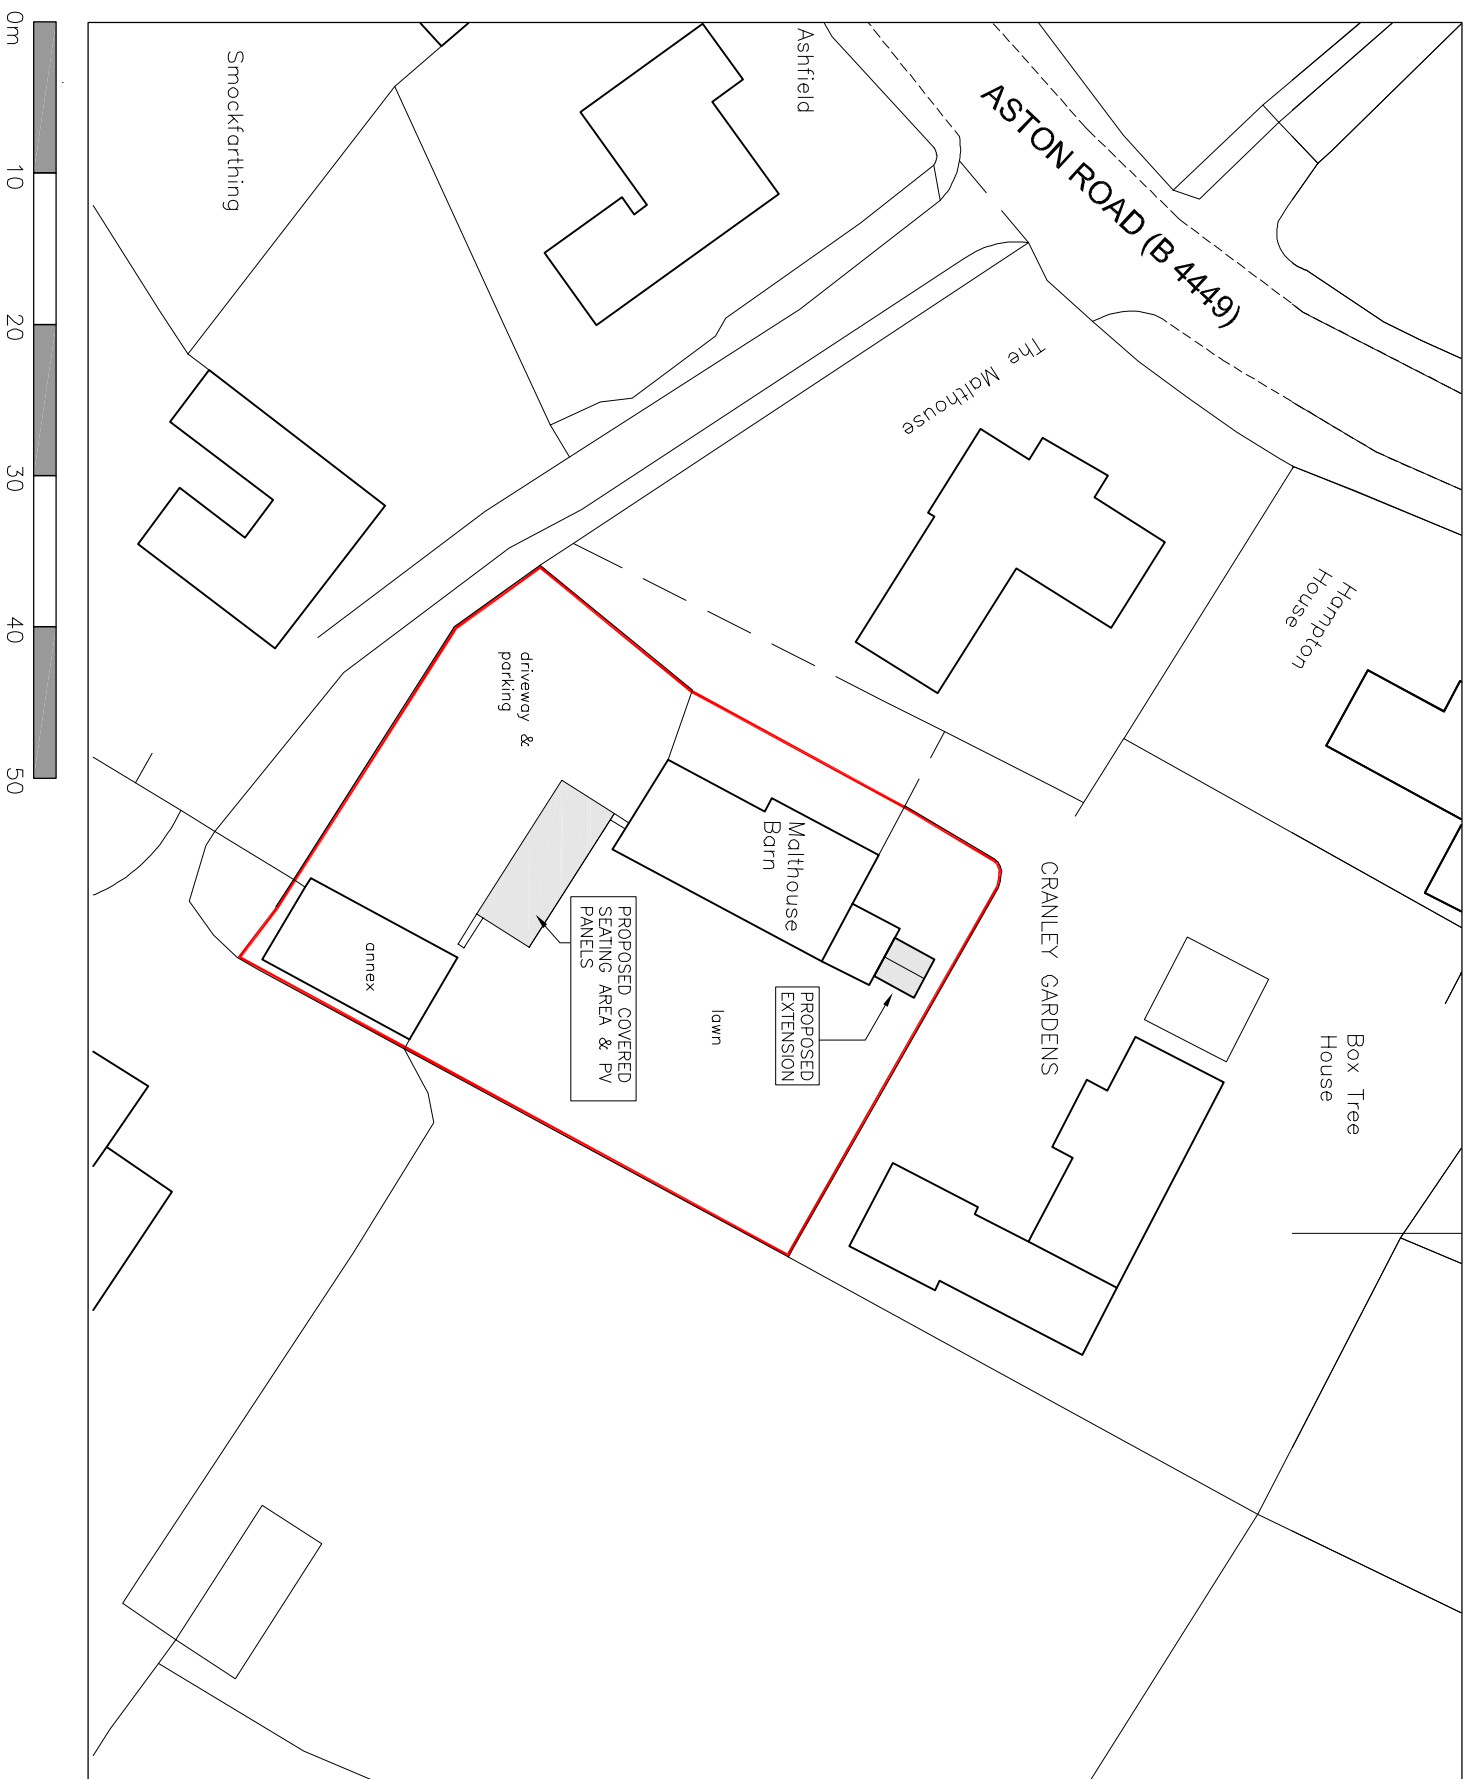 ASTON ROAD (B 4449)
Hampton
House
Box Tree
House
CRANLEY GARDENS
The Malthouse
Ashfield
Smockfarthing
Malthouse
Barn
PROPOSED
EXTENSION
lawn
PROPOSED COVERED
SEATING AREA & PV
PANELS
driveway &
parking
annex
0m 10 20 30 40 50